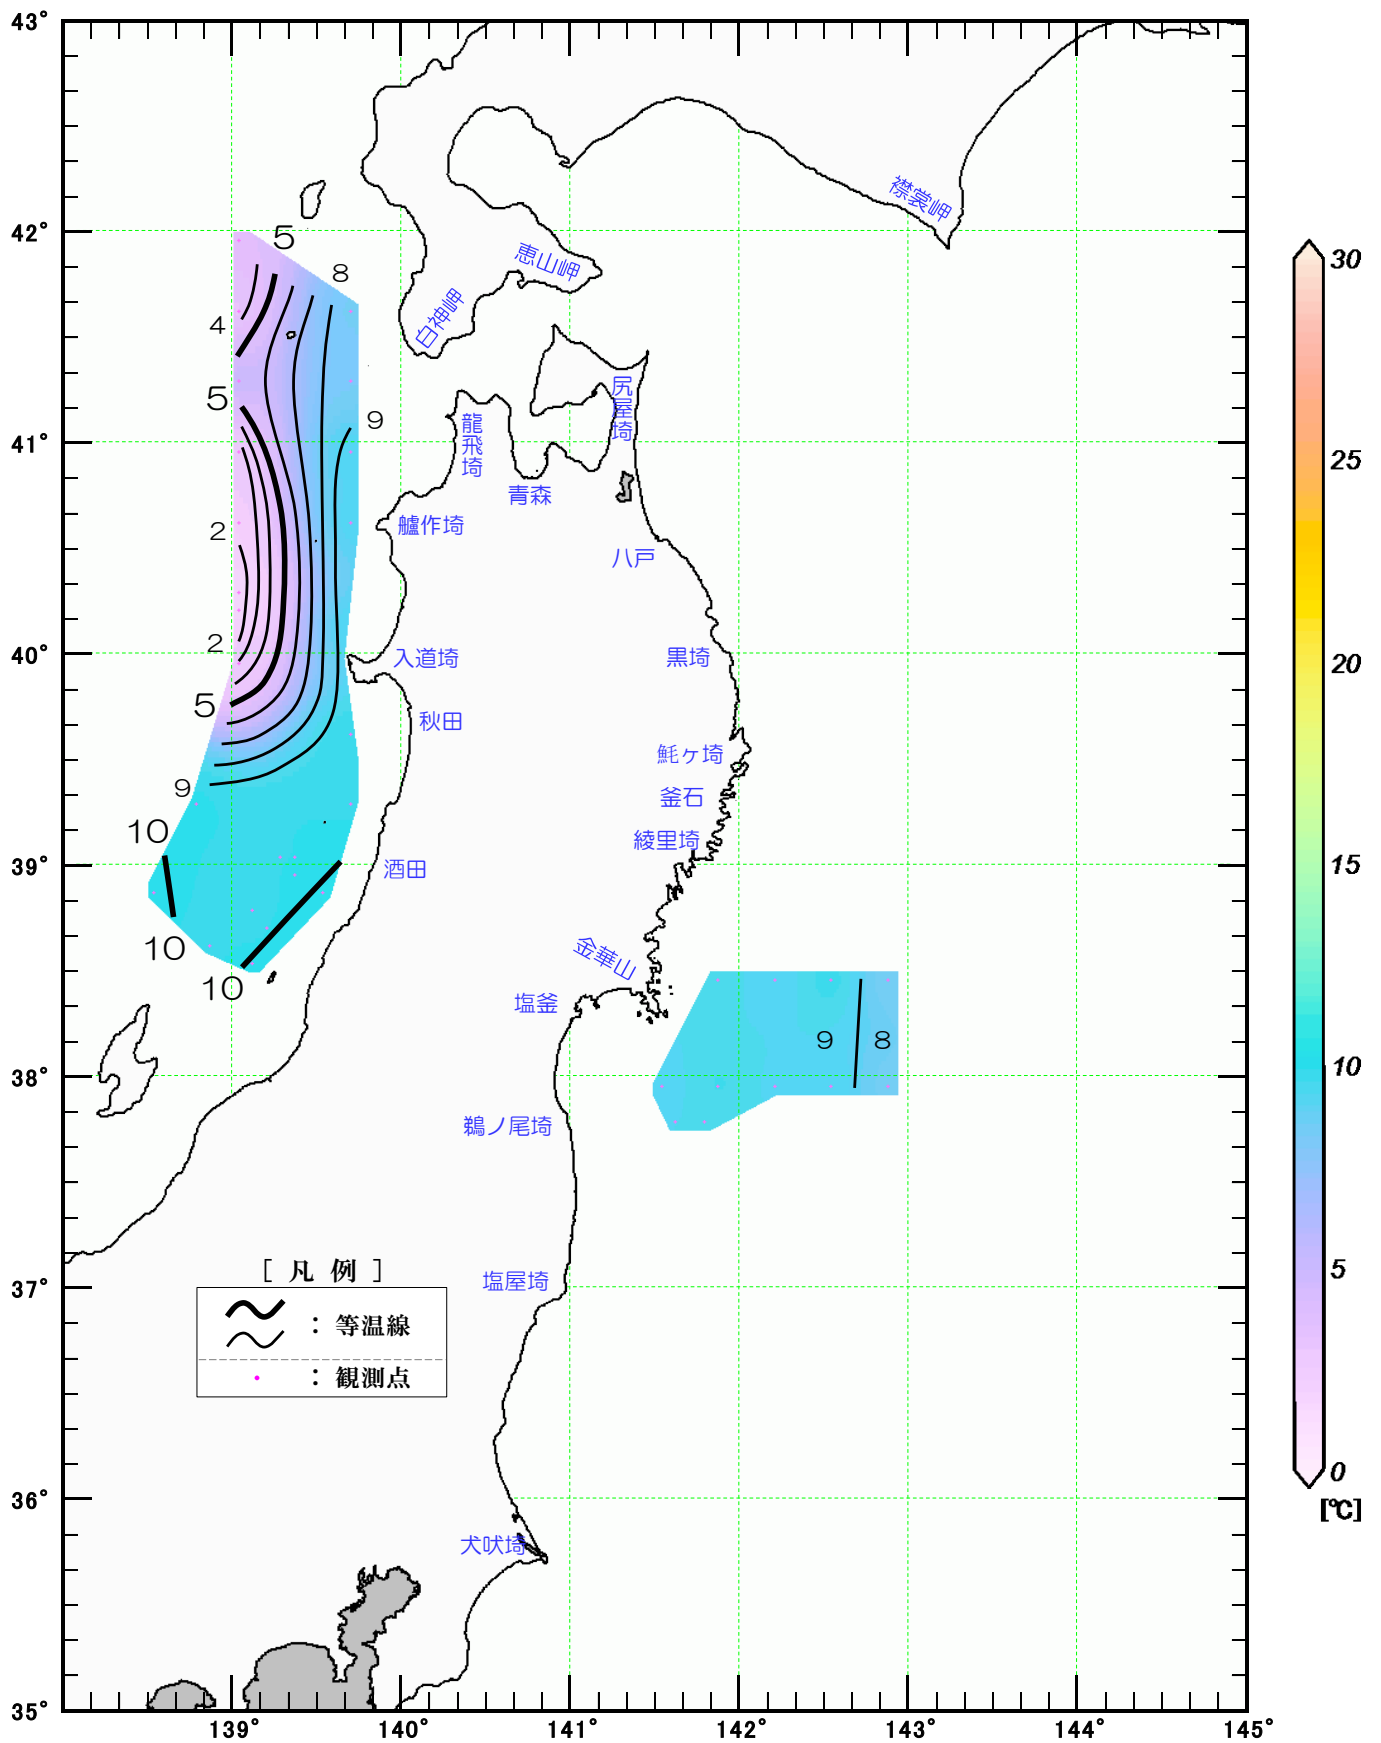 43°
42°
41°
40°
39°
38°
37°
36°
35°
139°
140°
141°
142°
143°
144°
145°
襟裳岬
恵山岬
白神岬
尻屋埼
龍飛埼
青森
艫作埼
八戸
入道埼
黒埼
秋田
魹ヶ埼
釜石
綾里埼
酒田
金華山
塩釜
鵜ノ尾埼
塩屋埼
犬吠埼
5
8
4
5
9
2
2
5
9
10
10
10
9
8
[ 凡 例 ]
: 等温線
: 観測点
30
25
20
15
10
5
0
[℃]